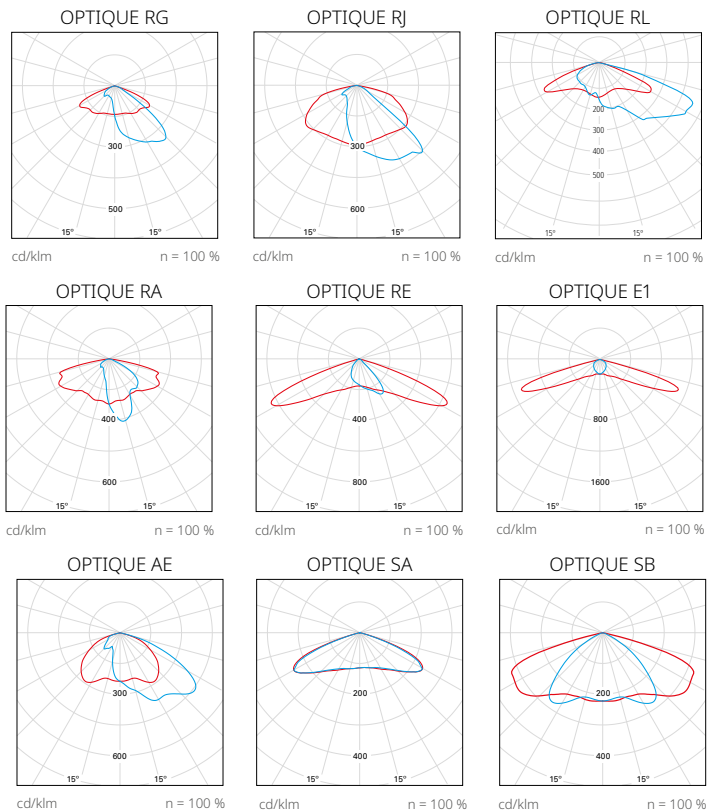 OPTIQUE RG
OPTIQUE RJ
OPTIQUE RL
300
500
15°
15°
300
600
15°
15°
200
300
400
500
15°
15°
cd/klm
n = 100 %
cd/klm
n = 100 %
cd/klm
n = 100 %
OPTIQUE RA
OPTIQUE RE
OPTIQUE E1
400
600
15°
15°
400
800
15°
15°
800
1600
15°
15°
cd/klm
n = 100 %
cd/klm
n = 100 %
cd/klm
n = 100 %
OPTIQUE AE
OPTIQUE SA
OPTIQUE SB
300
600
15°
15°
200
400
15°
15°
200
400
15°
15°
cd/klm
n = 100 %
cd/klm
n = 100 %
cd/klm
n = 100 %